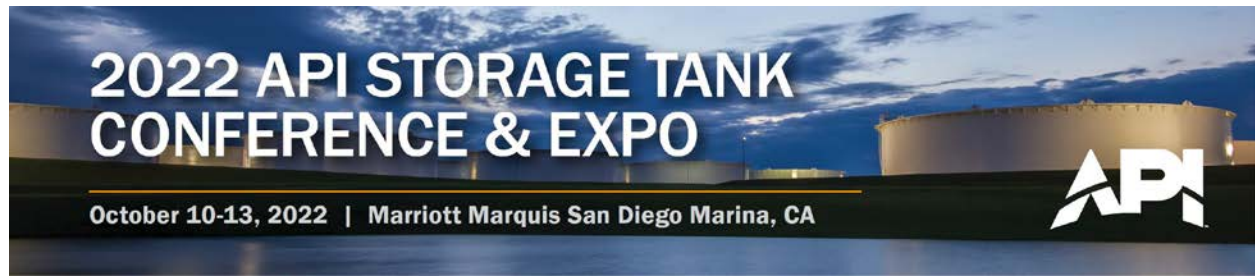 2022 API STORAGE TANK
CONFERENCE & EXPO
October 10-13, 2022 | Marriott Marquis San Diego Marina, CA
API